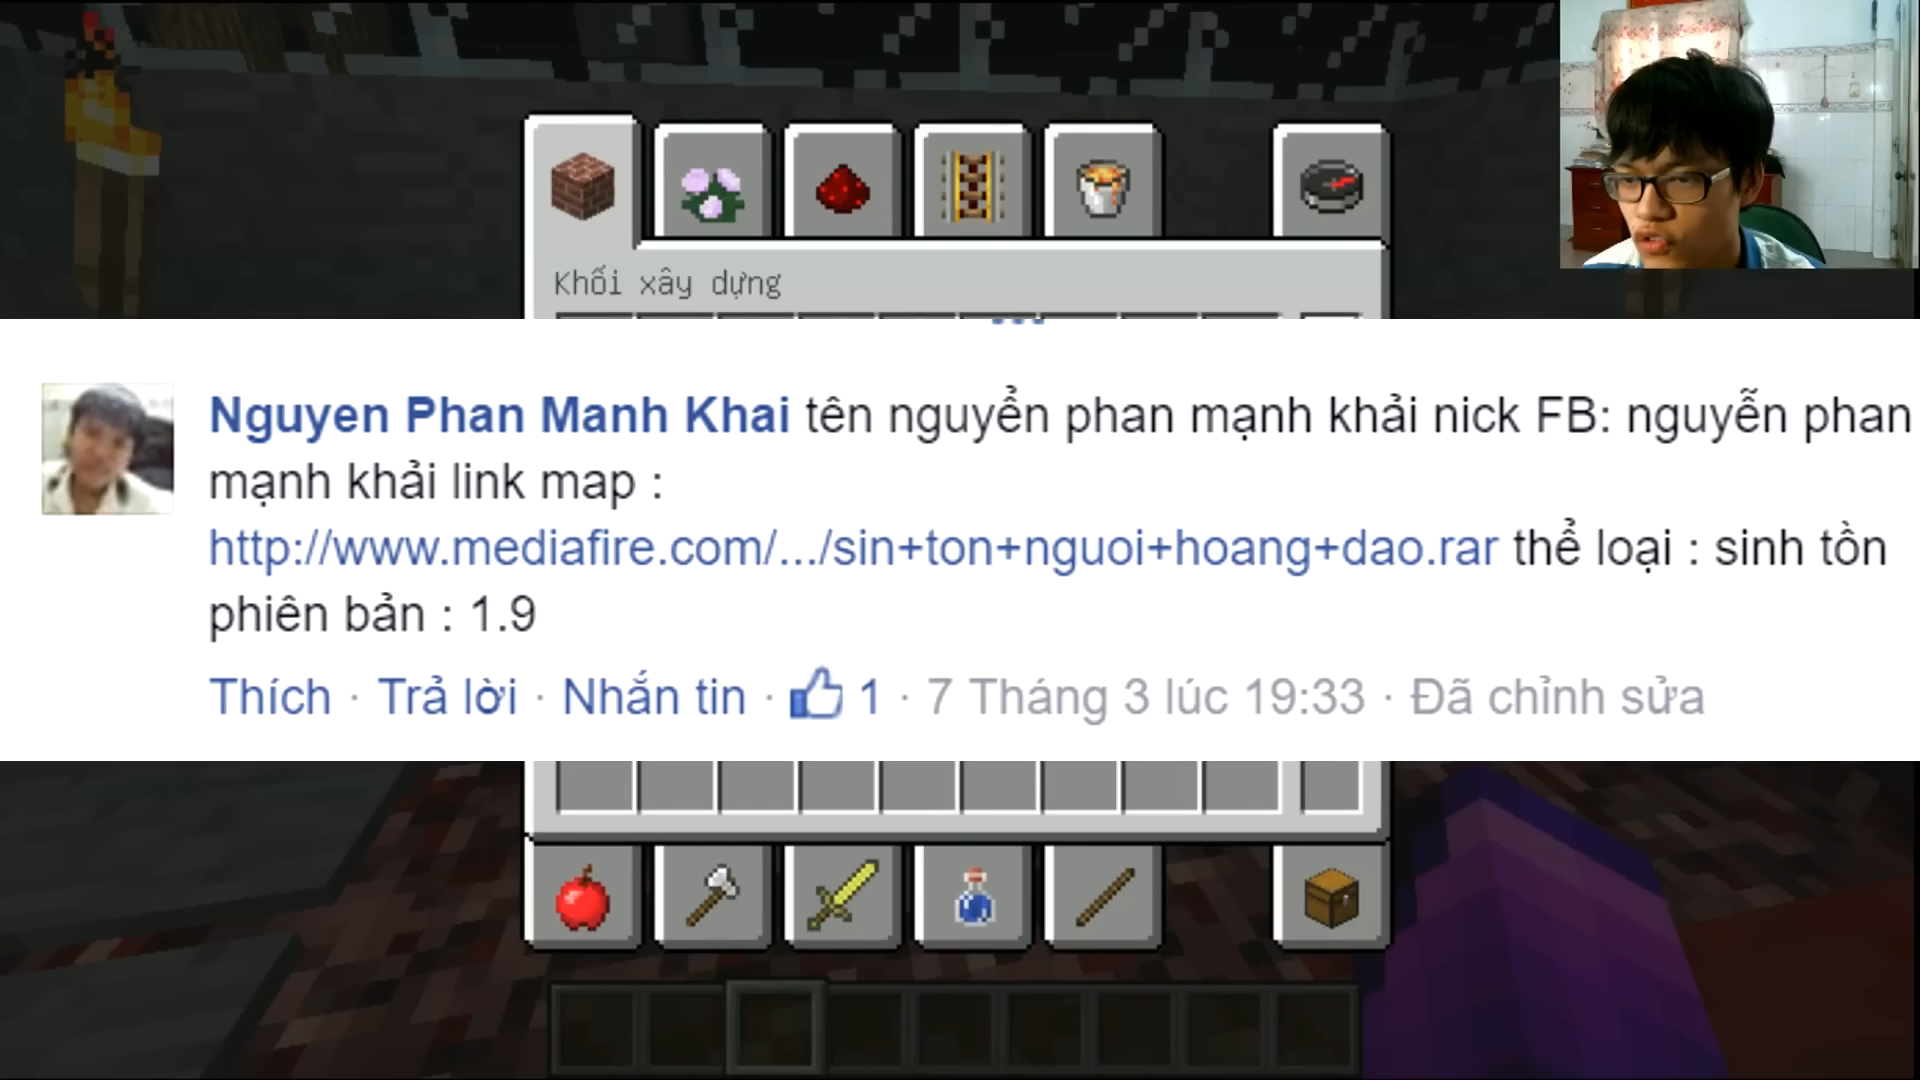 Khối xây dựng
Nguyen Phan Manh Khai tên nguyển phan mạnh khải nick FB: nguyễn phan
mạnh khải link map :
http://www.mediafire.com/.../sin+ton+nguoi+hoang+dao.rar thể loại : sinh tồn
phiên bản : 1.9
Thích · Trả lời · Nhắn tin · 1 · 7 Tháng 3 lúc 19:33 · Đã chỉnh sửa